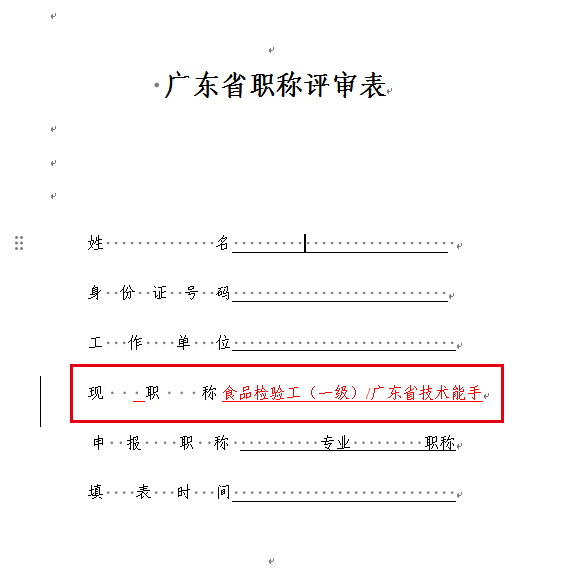 广东省职称评审表
姓名
身份证号码
工作单位
现职称 食品检验工（一级）/广东省技术能手
申报职称 专业 职称
填表时间